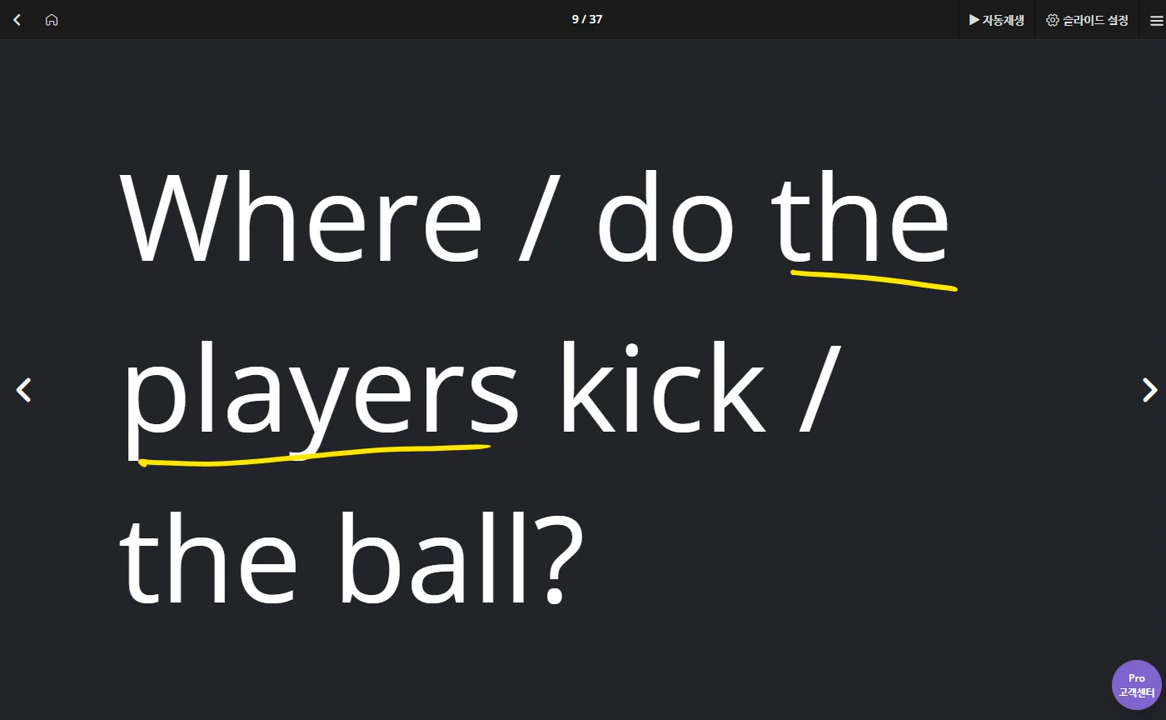 9 / 37
▶ 자동재생
슬라이드 설정
Where / do the
players kick /
the ball?
Pro
고객센터